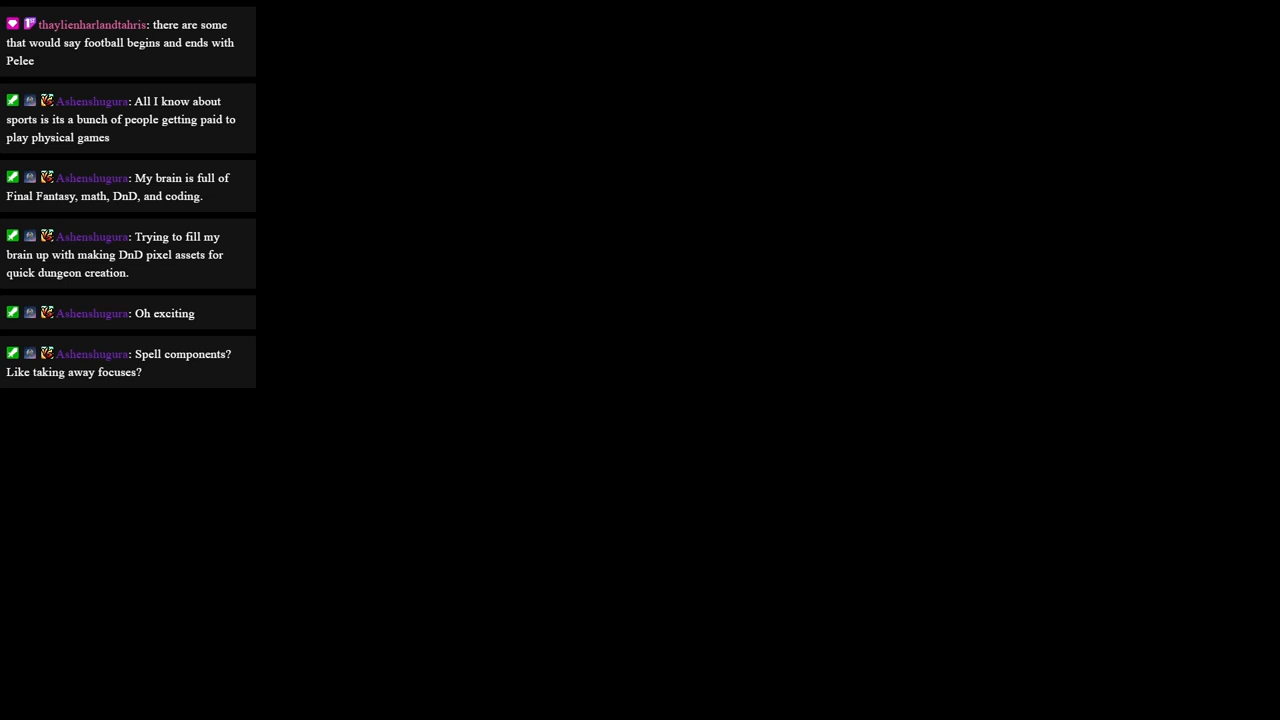 thaylienharlandtahris: there are some
that would say football begins and ends with
Pelee
Ashenshugura: All I know about
sports is its a bunch of people getting paid to
play physical games
Ashenshugura: My brain is full of
Final Fantasy, math, DnD, and coding.
Ashenshugura: Trying to fill my
brain up with making DnD pixel assets for
quick dungeon creation.
Ashenshugura: Oh exciting
Ashenshugura: Spell components?
Like taking away focuses?